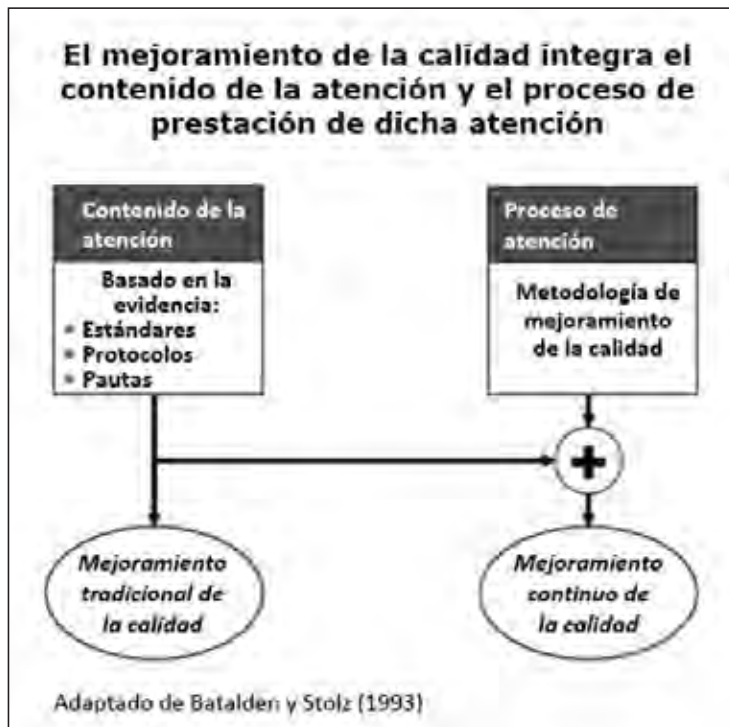 El mejoramiento de la calidad integra el
contenido de la atención y el proceso de
prestación de dicha atención
Contenido de la
atención
Basado en la
evidencia:
• Estándares
• Protocolos
• Pautas
Proceso de
atención
Metodología de
mejoramiento
de la calidad
+
Mejoramiento
tradicional de
la calidad
Mejoramiento
continuo de
la calidad
Adaptado de Batalden y Stolz (1993)